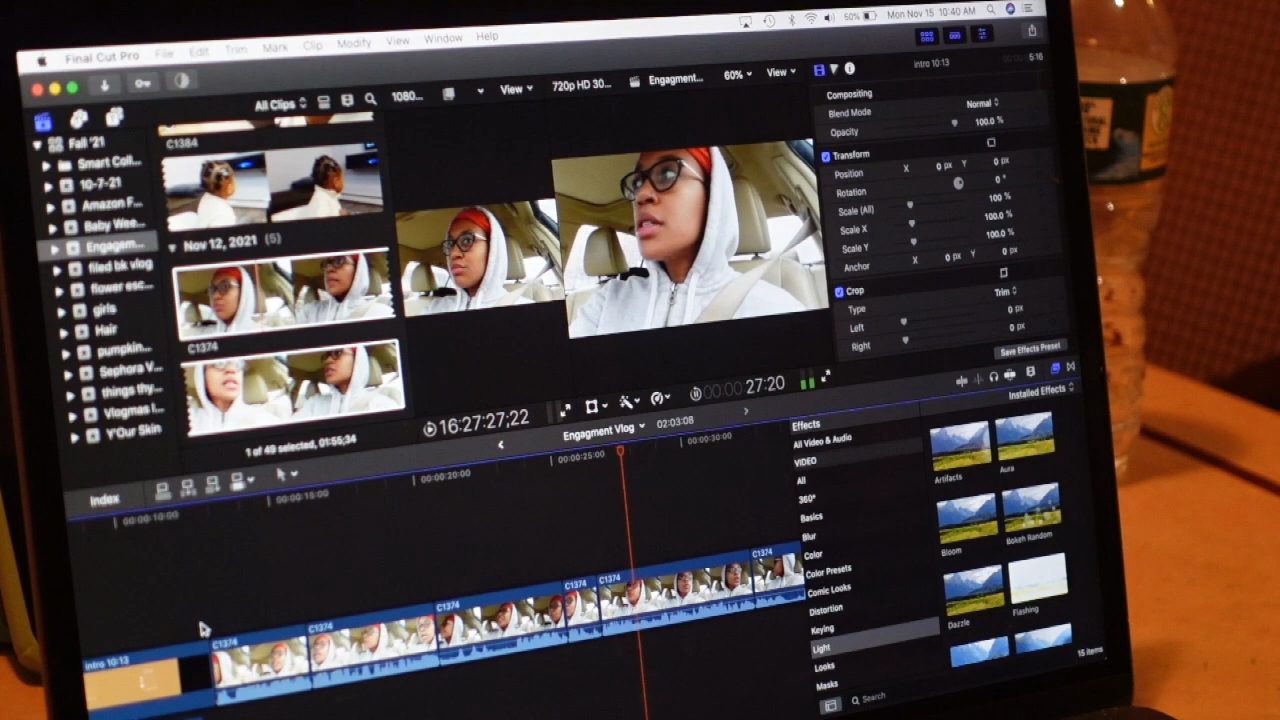 Final Cut Pro File Edit Trim Mark Clip Modify View Window Help
50% Mon Nov 15 10:40 AM
All Clips
1080...
View
720p HD 30...
Engagment...
60%
View
intro 10:13
5:16
Fall '21
Smart Coll...
10-7-21
Amazon F...
Baby Wee...
Engagem...
filed bk vlog
flower esc...
girls
Hair
pumpkin...
Sephora V...
things thy...
Vlogmas I...
Y'Our Skin
C1384
Nov 12, 2021 (5)
C1374
1 of 49 selected, 01:55;34
16:27:27;22
00:00:00 27:20
Compositing
Blend Mode Normal
Opacity 100.0 %
Transform
Position X 0 px Y 0 px
Rotation 0 °
Scale (All) 100 %
Scale X 100.0 %
Scale Y 100.0 %
Anchor X 0 px Y 0 px
Crop
Type Trim
Left 0 px
Right 0 px
Save Effects Preset
Index
Engagment Vlog 02:03:08
00:00:10:00
00:00:15:00
00:00:20:00
00:00:25:00
00:00:30:00
intro 10:13
C1374
C1374
C1374
C1374
C1374
C1374
Effects
Installed Effects
All Video & Audio
VIDEO
All
360°
Basics
Blur
Color
Color Presets
Comic Looks
Distortion
Keying
Light
Looks
Masks
Artifacts
Aura
Bloom
Bokeh Random
Dazzle
Flashing
15 items
Search